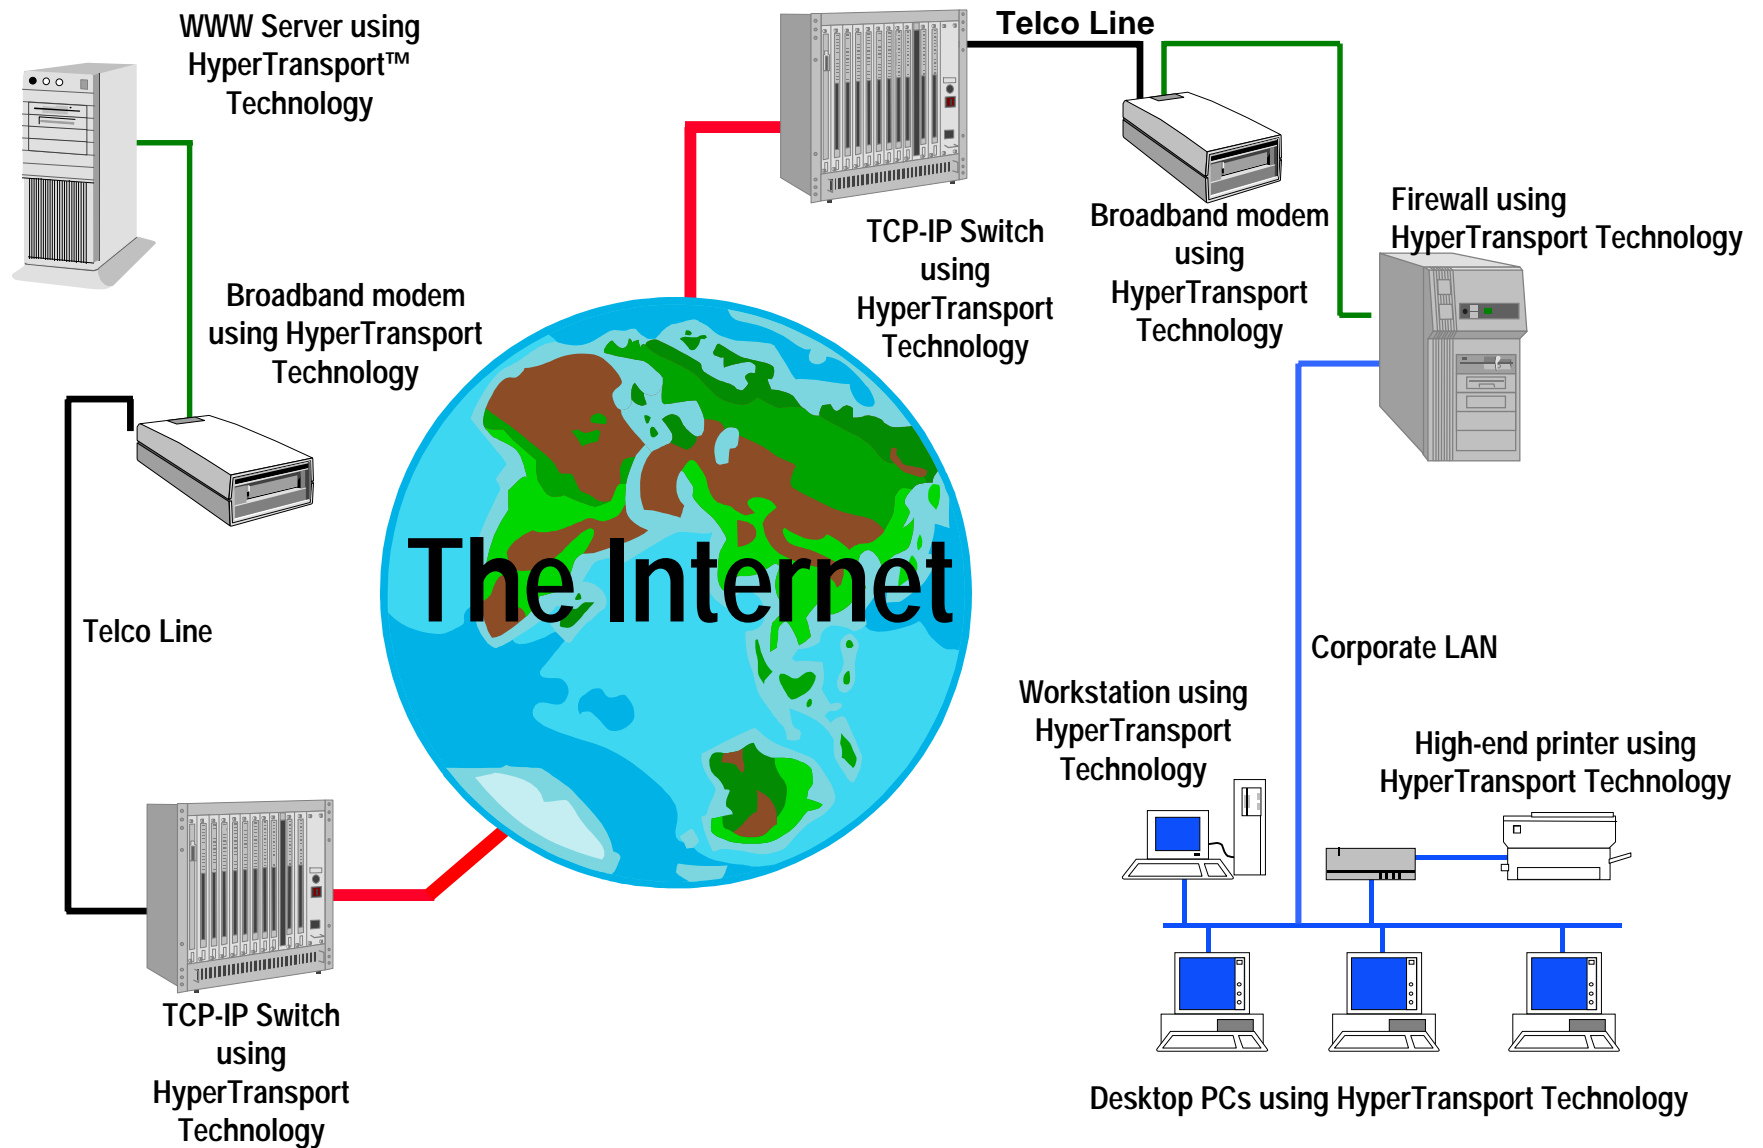 WWW Server using
HyperTransport™
Technology
Telco Line
TCP-IP Switch
using
HyperTransport
Technology
Broadband modem
using
HyperTransport
Technology
Firewall using
HyperTransport Technology
Broadband modem
using HyperTransport
Technology
The Internet
Telco Line
Corporate LAN
Workstation using
HyperTransport
Technology
High-end printer using
HyperTransport Technology
TCP-IP Switch
using
HyperTransport
Technology
Desktop PCs using HyperTransport Technology